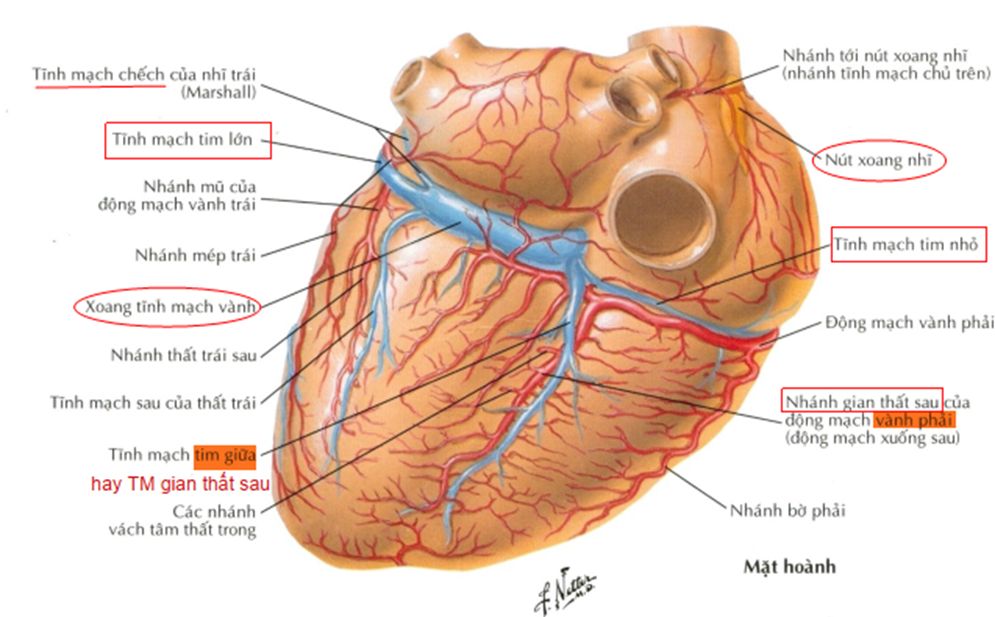 Tĩnh mạch chếch của nhĩ trái
(Marshall)
Tĩnh mạch tim lớn
Nhánh mũ của
động mạch vành trái
Nhánh mép trái
Xoang tĩnh mạch vành
Nhánh thất trái sau
Tĩnh mạch sau của thất trái
Tĩnh mạch tim giữa
hay TM gian thất sau
Các nhánh
vách tâm thất trong
Nhánh tới nút xoang nhĩ
(nhánh tĩnh mạch chủ trên)
Nút xoang nhĩ
Tĩnh mạch tim nhỏ
Động mạch vành phải
Nhánh gian thất sau của
động mạch vành phải
(động mạch xuống sau)
Nhánh bờ phải
Mặt hoành
F. Netter
M.D.